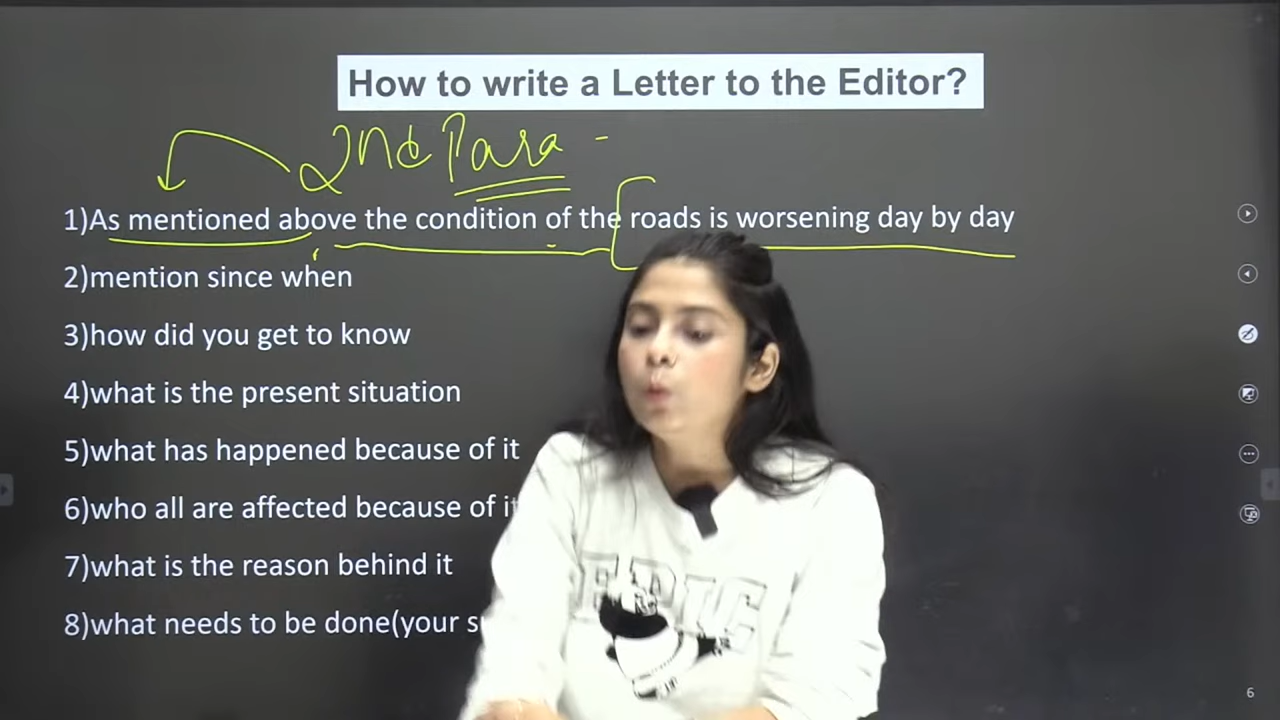 How to write a Letter to the Editor?
2nd Para -
1)As mentioned above the condition of the roads is worsening day by day
2)mention since when
3)how did you get to know
4)what is the present situation
5)what has happened because of it
6)who all are affected because of it
7)what is the reason behind it
8)what needs to be done(your
EPIC
6